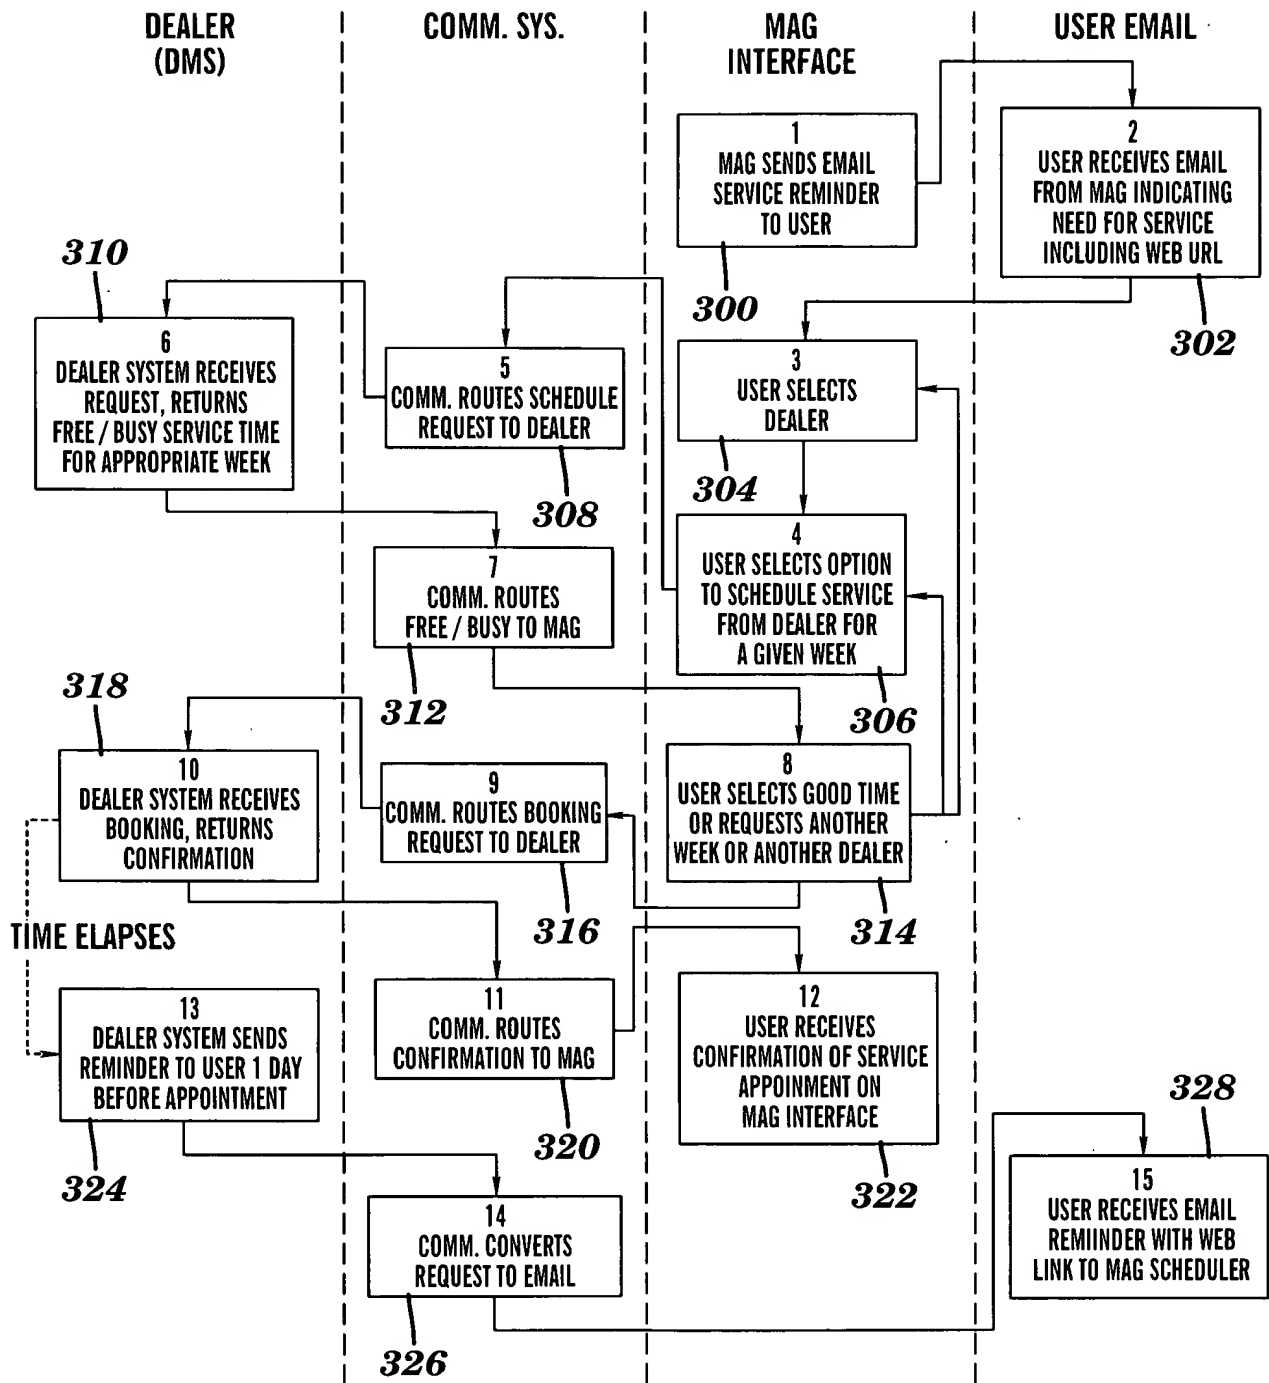 DEALER
(DMS)
COMM. SYS.
MAG
INTERFACE
USER EMAIL
1
MAG SENDS EMAIL
SERVICE REMINDER
TO USER
300
2
USER RECEIVES EMAIL
FROM MAG INDICATING
NEED FOR SERVICE
INCLUDING WEB URL
302
3
USER SELECTS
DEALER
304
4
USER SELECTS OPTION
TO SCHEDULE SERVICE
FROM DEALER FOR
A GIVEN WEEK
306
5
COMM. ROUTES SCHEDULE
REQUEST TO DEALER
308
310
6
DEALER SYSTEM RECEIVES
REQUEST, RETURNS
FREE / BUSY SERVICE TIME
FOR APPROPRIATE WEEK
7
COMM. ROUTES
FREE / BUSY TO MAG
312
8
USER SELECTS GOOD TIME
OR REQUESTS ANOTHER
WEEK OR ANOTHER DEALER
314
9
COMM. ROUTES BOOKING
REQUEST TO DEALER
316
318
10
DEALER SYSTEM RECEIVES
BOOKING, RETURNS
CONFIRMATION
TIME ELAPSES
11
COMM. ROUTES
CONFIRMATION TO MAG
320
12
USER RECEIVES
CONFIRMATION OF SERVICE
APPOINMENT ON
MAG INTERFACE
322
13
DEALER SYSTEM SENDS
REMINDER TO USER 1 DAY
BEFORE APPOINTMENT
324
14
COMM. CONVERTS
REQUEST TO EMAIL
326
328
15
USER RECEIVES EMAIL
REMIINDER WITH WEB
LINK TO MAG SCHEDULER